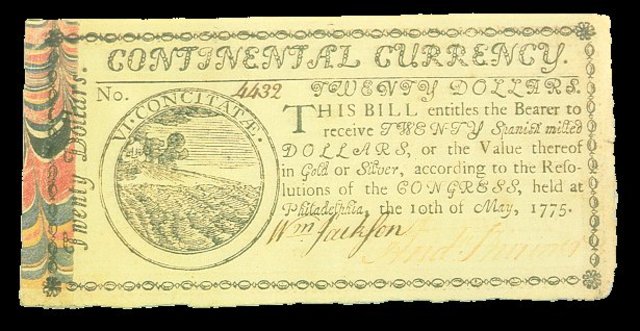 CONTINENTAL CURRENCY.
Twenty Dollars.
No. 4432
TWENTY DOLLARS.
VI·CONCITATÆ.
THIS BILL entitles the Bearer to
receive TWENTY Spanish milled
DOLLARS, or the Value thereof
in Gold or Silver, according to the Reso-
lutions of the CONGRESS, held at
Philadelphia, the 10th of May, 1775.
Wm Jackson